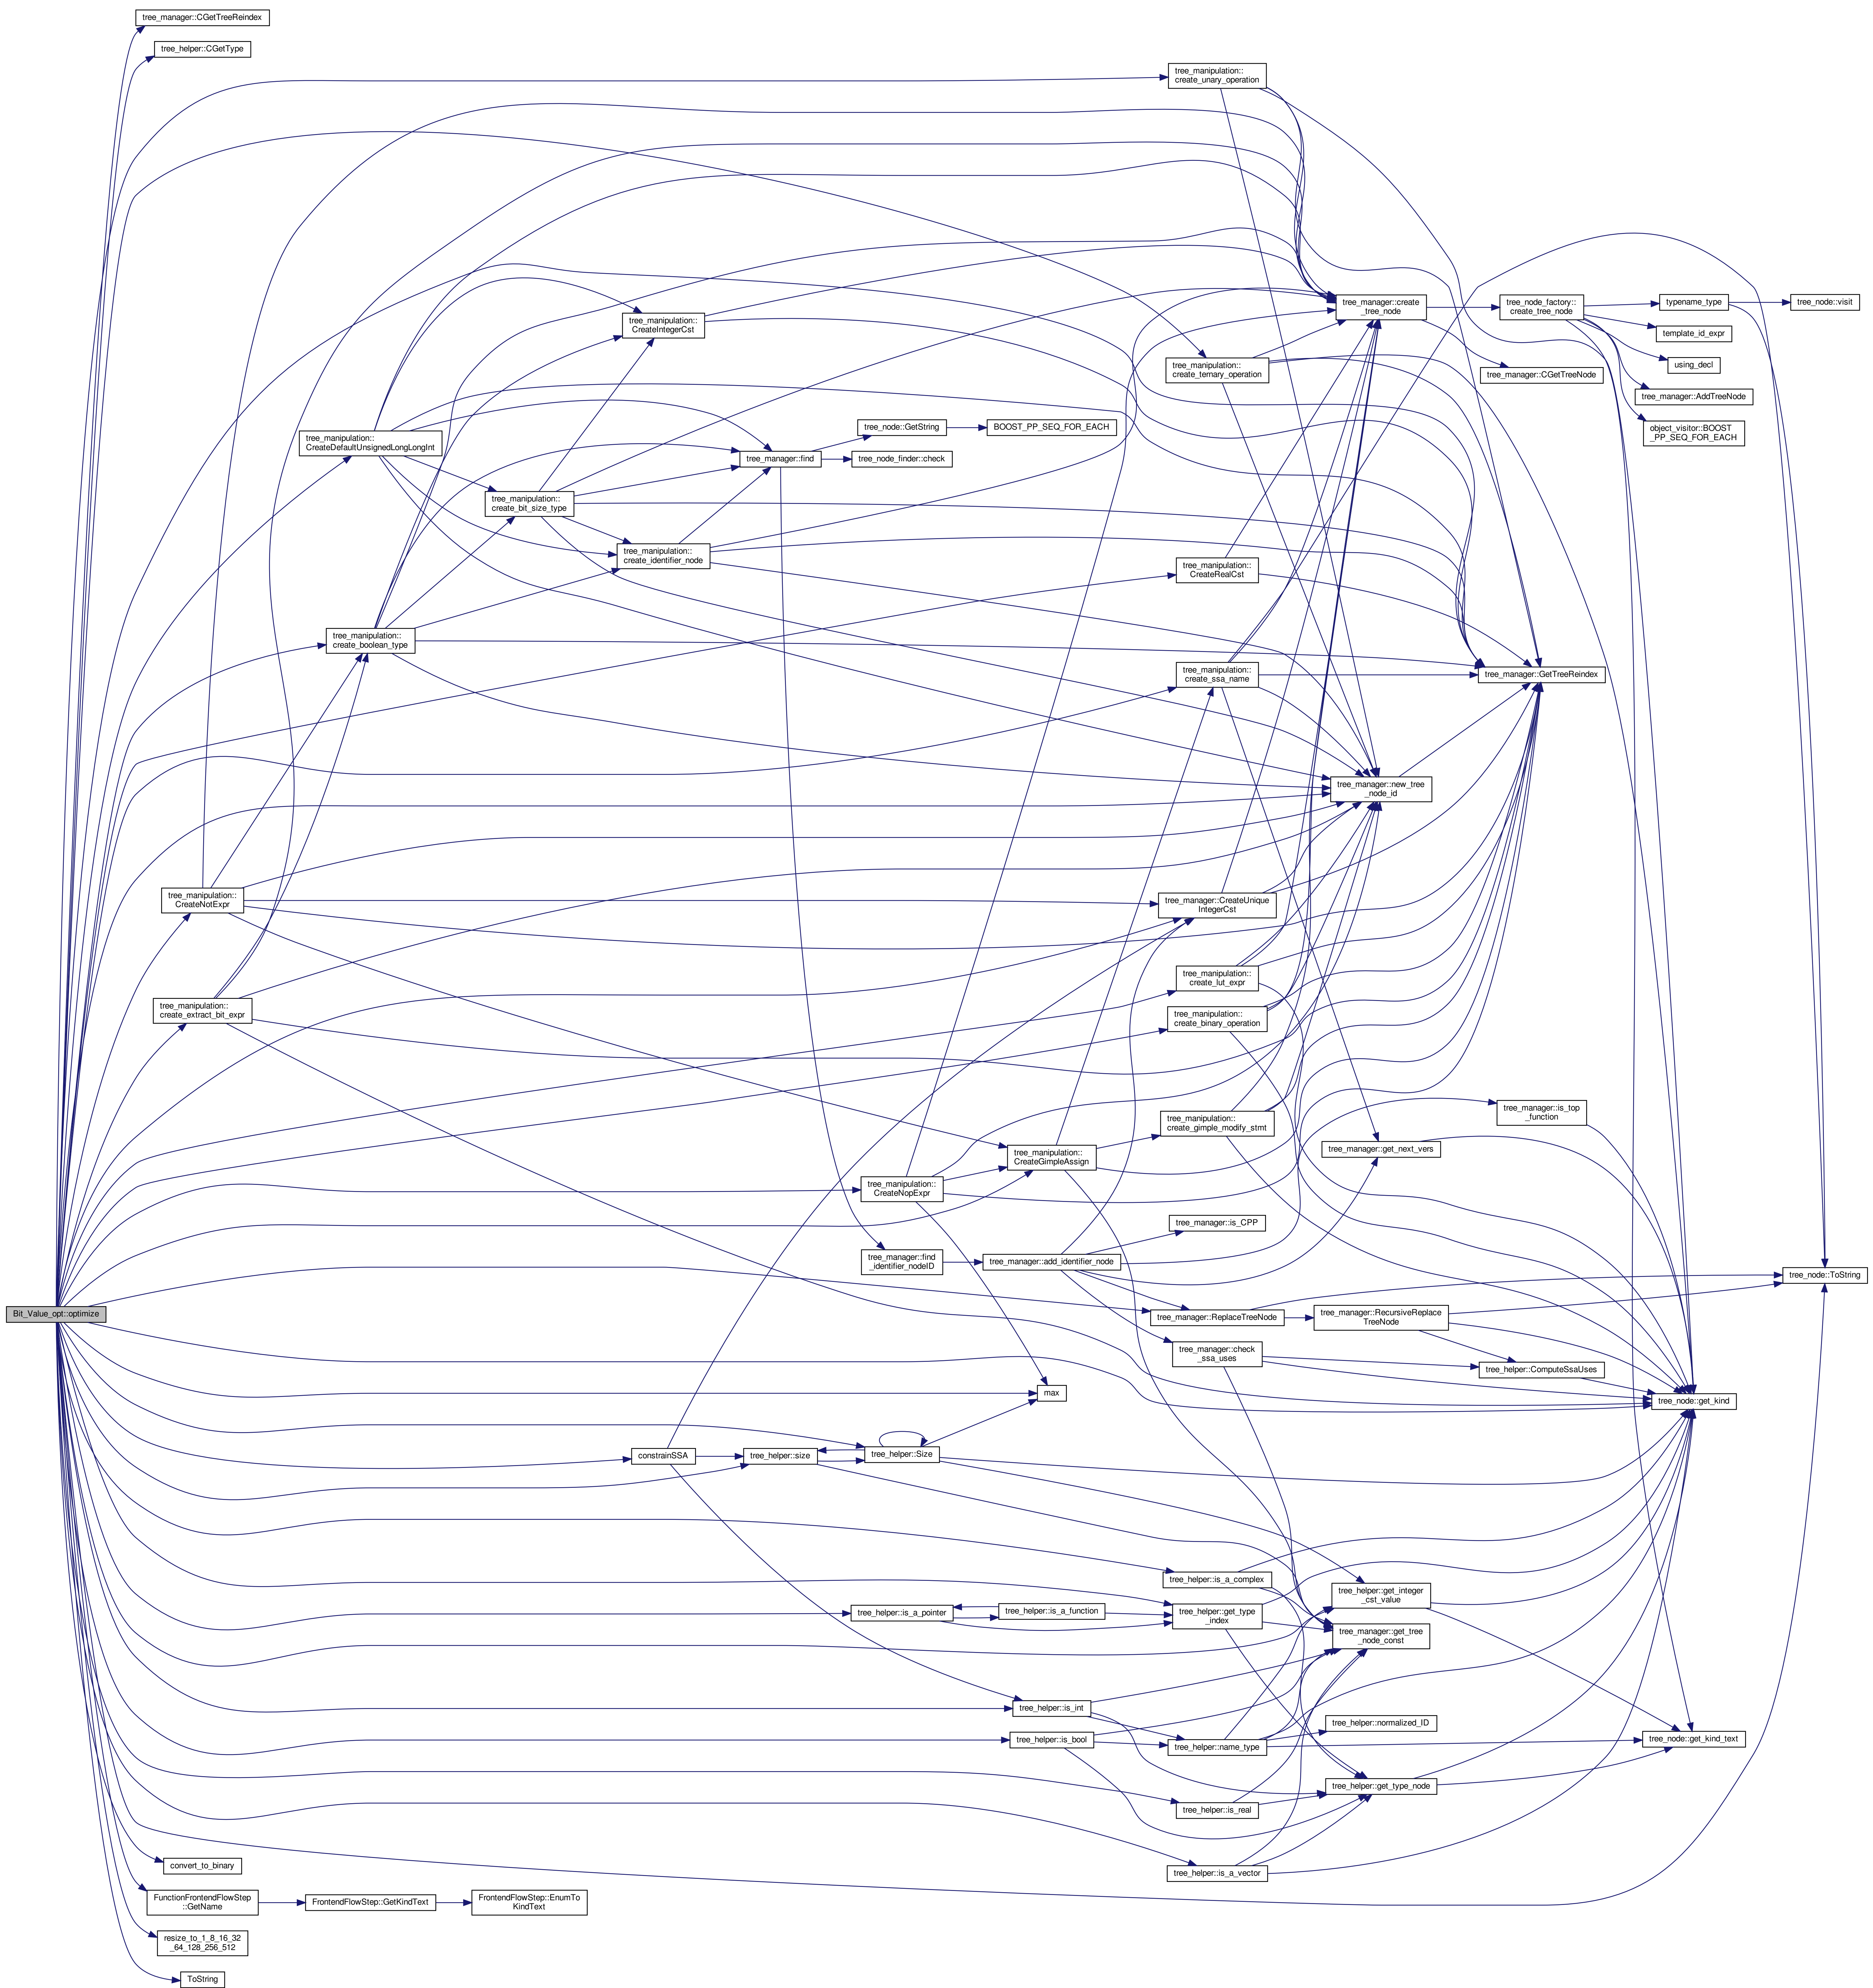 tree_manager::CGetTreeReindex
tree_helper::CGetType
tree_manipulation::
create_unary_operation
tree_manipulation::
CreateIntegerCst
tree_manager::create
_tree_node
tree_node_factory::
create_tree_node
typename_type
tree_node::visit
template_id_expr
using_decl
tree_manager::AddTreeNode
object_visitor::BOOST
_PP_SEQ_FOR_EACH
tree_manipulation::
create_ternary_operation
tree_manager::CGetTreeNode
tree_manipulation::
CreateDefaultUnsignedLongLongInt
tree_node::GetString
BOOST_PP_SEQ_FOR_EACH
tree_manager::find
tree_node_finder::check
tree_manipulation::
create_bit_size_type
tree_manipulation::
create_identifier_node
tree_manipulation::
CreateRealCst
tree_manipulation::
create_boolean_type
tree_manipulation::
create_ssa_name
tree_manager::GetTreeReindex
tree_manager::new_tree
_node_id
tree_manipulation::
CreateNotExpr
tree_manager::CreateUnique
IntegerCst
tree_manipulation::
create_lut_expr
tree_manipulation::
create_extract_bit_expr
tree_manipulation::
create_binary_operation
tree_manipulation::
create_gimple_modify_stmt
tree_manager::is_top
_function
tree_manager::get_next_vers
tree_manipulation::
CreateGimpleAssign
tree_manipulation::
CreateNopExpr
tree_manager::is_CPP
tree_manager::find
_identifier_nodeID
tree_manager::add_identifier_node
tree_node::ToString
Bit_Value_opt::optimize
tree_manager::ReplaceTreeNode
tree_manager::RecursiveReplace
TreeNode
tree_manager::check
_ssa_uses
tree_helper::ComputeSsaUses
max
tree_node::get_kind
constrainSSA
tree_helper::size
tree_helper::Size
tree_helper::is_a_complex
tree_helper::get_integer
_cst_value
tree_helper::is_a_pointer
tree_helper::is_a_function
tree_helper::get_type
_index
tree_manager::get_tree
_node_const
tree_helper::is_int
tree_helper::normalized_ID
tree_helper::is_bool
tree_helper::name_type
tree_node::get_kind_text
tree_helper::get_type_node
tree_helper::is_real
tree_helper::is_a_vector
convert_to_binary
FunctionFrontendFlowStep
::GetName
FrontendFlowStep::GetKindText
FrontendFlowStep::EnumTo
KindText
resize_to_1_8_16_32
_64_128_256_512
ToString